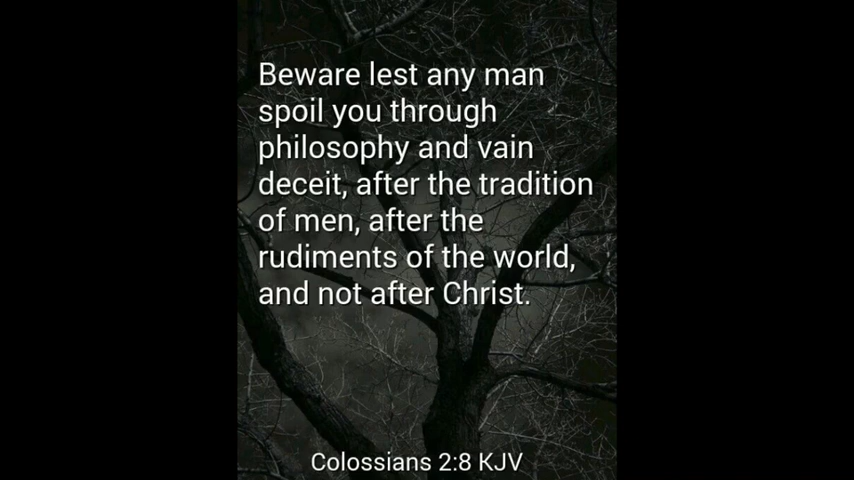 Beware lest any man
spoil you through
philosophy and vain
deceit, after the tradition
of men, after the
rudiments of the world,
and not after Christ.
Colossians 2:8 KJV